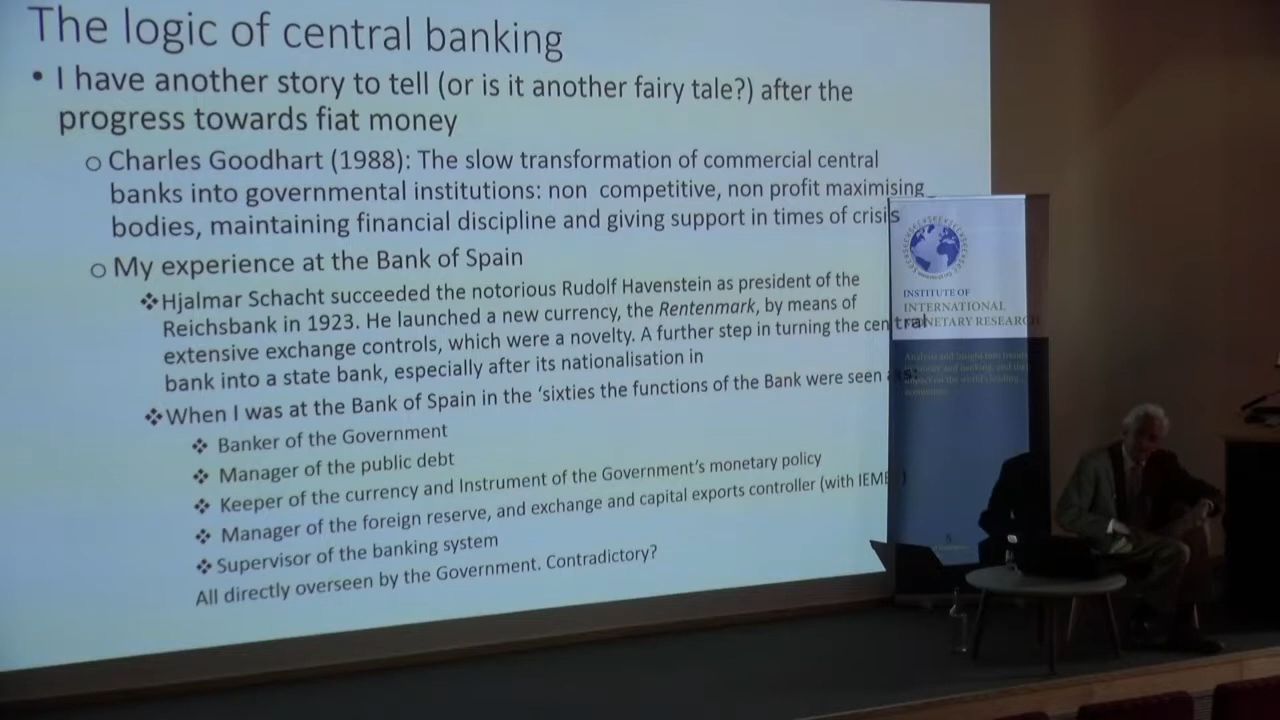 The logic of central banking
• I have another story to tell (or is it another fairy tale?) after the
progress towards fiat money
o Charles Goodhart (1988): The slow transformation of commercial central
banks into governmental institutions: non competitive, non profit maximising
bodies, maintaining financial discipline and giving support in times of crisis
o My experience at the Bank of Spain
❖Hjalmar Schacht succeeded the notorious Rudolf Havenstein as president of the
Reichsbank in 1923. He launched a new currency, the Rentenmark, by means of
extensive exchange controls, which were a novelty. A further step in turning the central
bank into a state bank, especially after its nationalisation in
❖When I was at the Bank of Spain in the ‘sixties the functions of the Bank were seen
❖ Banker of the Government
❖ Manager of the public debt
❖ Keeper of the currency and Instrument of the Government’s monetary policy
❖ Manager of the foreign reserve, and exchange and capital exports controller (with
❖ Supervisor of the banking system
All directly overseen by the Government. Contradictory?
INSTITUTE OF
INTERNATIONAL
MONETARY RESEARCH